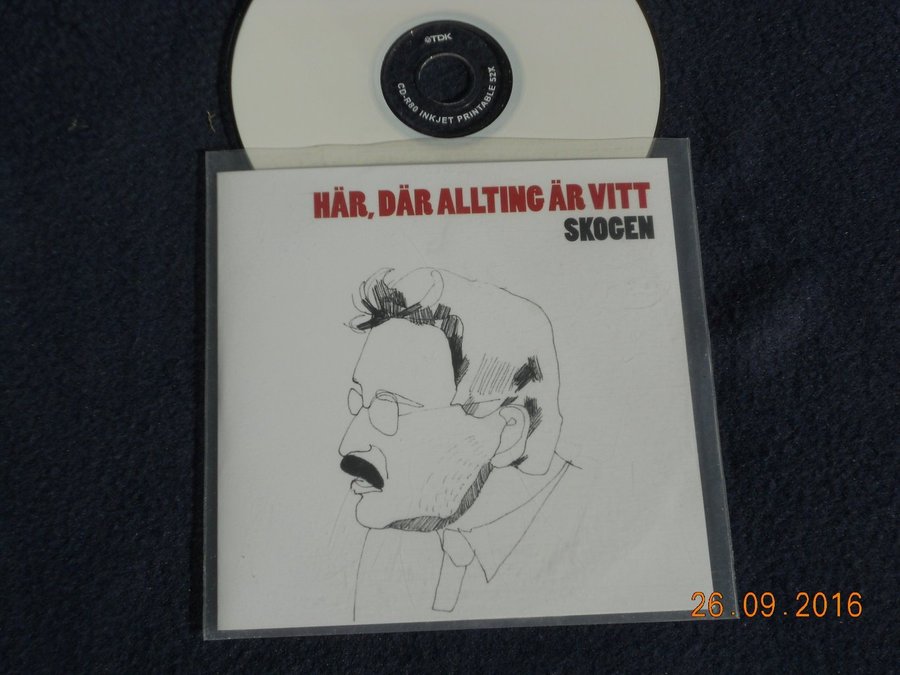 TDK
CD-R80 INKJET PRINTABLE 52X
HÄR, DÄR ALLTING ÄR VITT
SKOGEN
26.09.2016